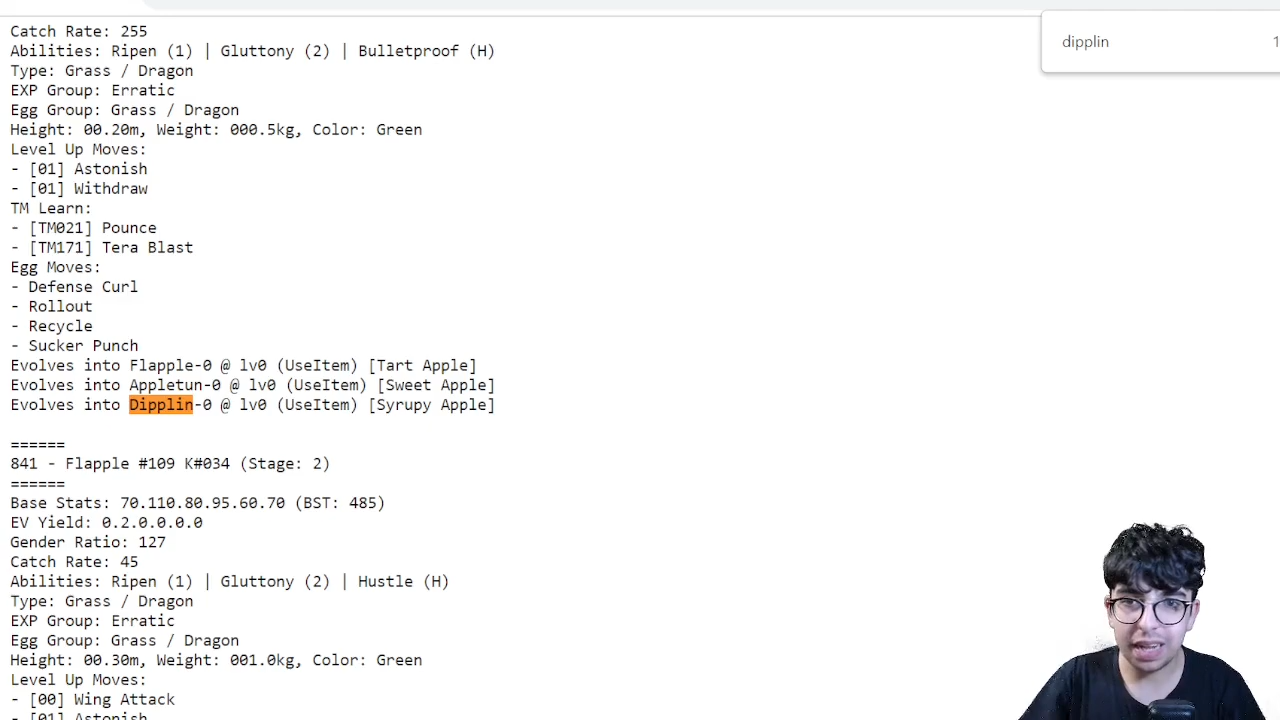 Catch Rate: 255
Abilities: Ripen (1) | Gluttony (2) | Bulletproof (H)
Type: Grass / Dragon
EXP Group: Erratic
Egg Group: Grass / Dragon
Height: 00.20m, Weight: 000.5kg, Color: Green
Level Up Moves:
- [01] Astonish
- [01] Withdraw
TM Learn:
- [TM021] Pounce
- [TM171] Tera Blast
Egg Moves:
- Defense Curl
- Rollout
- Recycle
- Sucker Punch
Evolves into Flapple-0 @ lv0 (UseItem) [Tart Apple]
Evolves into Appletun-0 @ lv0 (UseItem) [Sweet Apple]
Evolves into Dipplin-0 @ lv0 (UseItem) [Syrupy Apple]
======
841 - Flapple #109 K#034 (Stage: 2)
======
Base Stats: 70.110.80.95.60.70 (BST: 485)
EV Yield: 0.2.0.0.0.0
Gender Ratio: 127
Catch Rate: 45
Abilities: Ripen (1) | Gluttony (2) | Hustle (H)
Type: Grass / Dragon
EXP Group: Erratic
Egg Group: Grass / Dragon
Height: 00.30m, Weight: 001.0kg, Color: Green
Level Up Moves:
- [00] Wing Attack
- [01] Astonish
dipplin 1